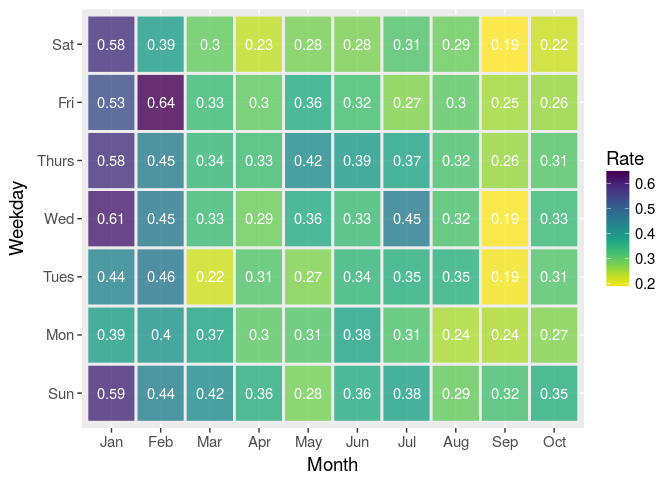 Sat 0.58 0.39 0.3 0.23 0.28 0.28 0.31 0.29 0.19 0.22
Fri 0.53 0.64 0.33 0.3 0.36 0.32 0.27 0.3 0.25 0.26
Thurs 0.58 0.45 0.34 0.33 0.42 0.39 0.37 0.32 0.26 0.31
Wed 0.61 0.45 0.33 0.29 0.36 0.33 0.45 0.32 0.19 0.33
Tues 0.44 0.46 0.22 0.31 0.27 0.34 0.35 0.35 0.19 0.31
Mon 0.39 0.4 0.37 0.3 0.31 0.38 0.31 0.24 0.24 0.27
Sun 0.59 0.44 0.42 0.36 0.28 0.36 0.38 0.29 0.32 0.35
Jan Feb Mar Apr May Jun Jul Aug Sep Oct
Month
Weekday
Rate
0.6
0.5
0.4
0.3
0.2